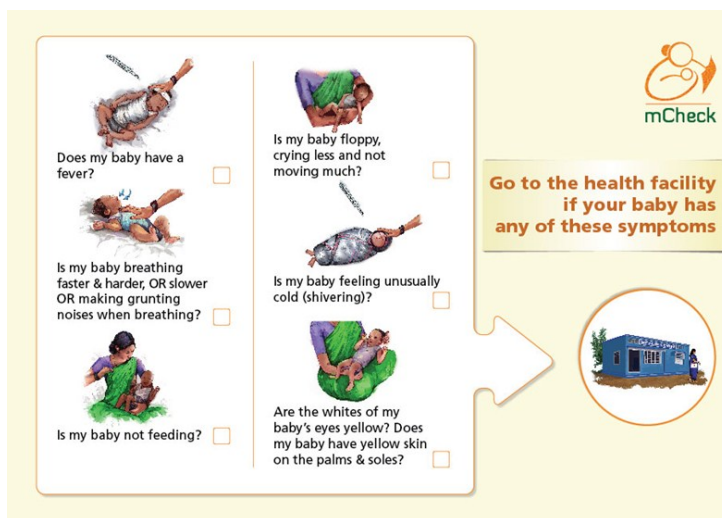 Does my baby have a
fever?
Is my baby breathing
faster & harder, OR slower
OR making grunting
noises when breathing?
Is my baby not feeding?
Is my baby floppy,
crying less and not
moving much?
Is my baby feeling unusually
cold (shivering)?
Are the whites of my
baby's eyes yellow? Does
my baby have yellow skin
on the palms & soles?
mCheck
Go to the health facility
if your baby has
any of these symptoms